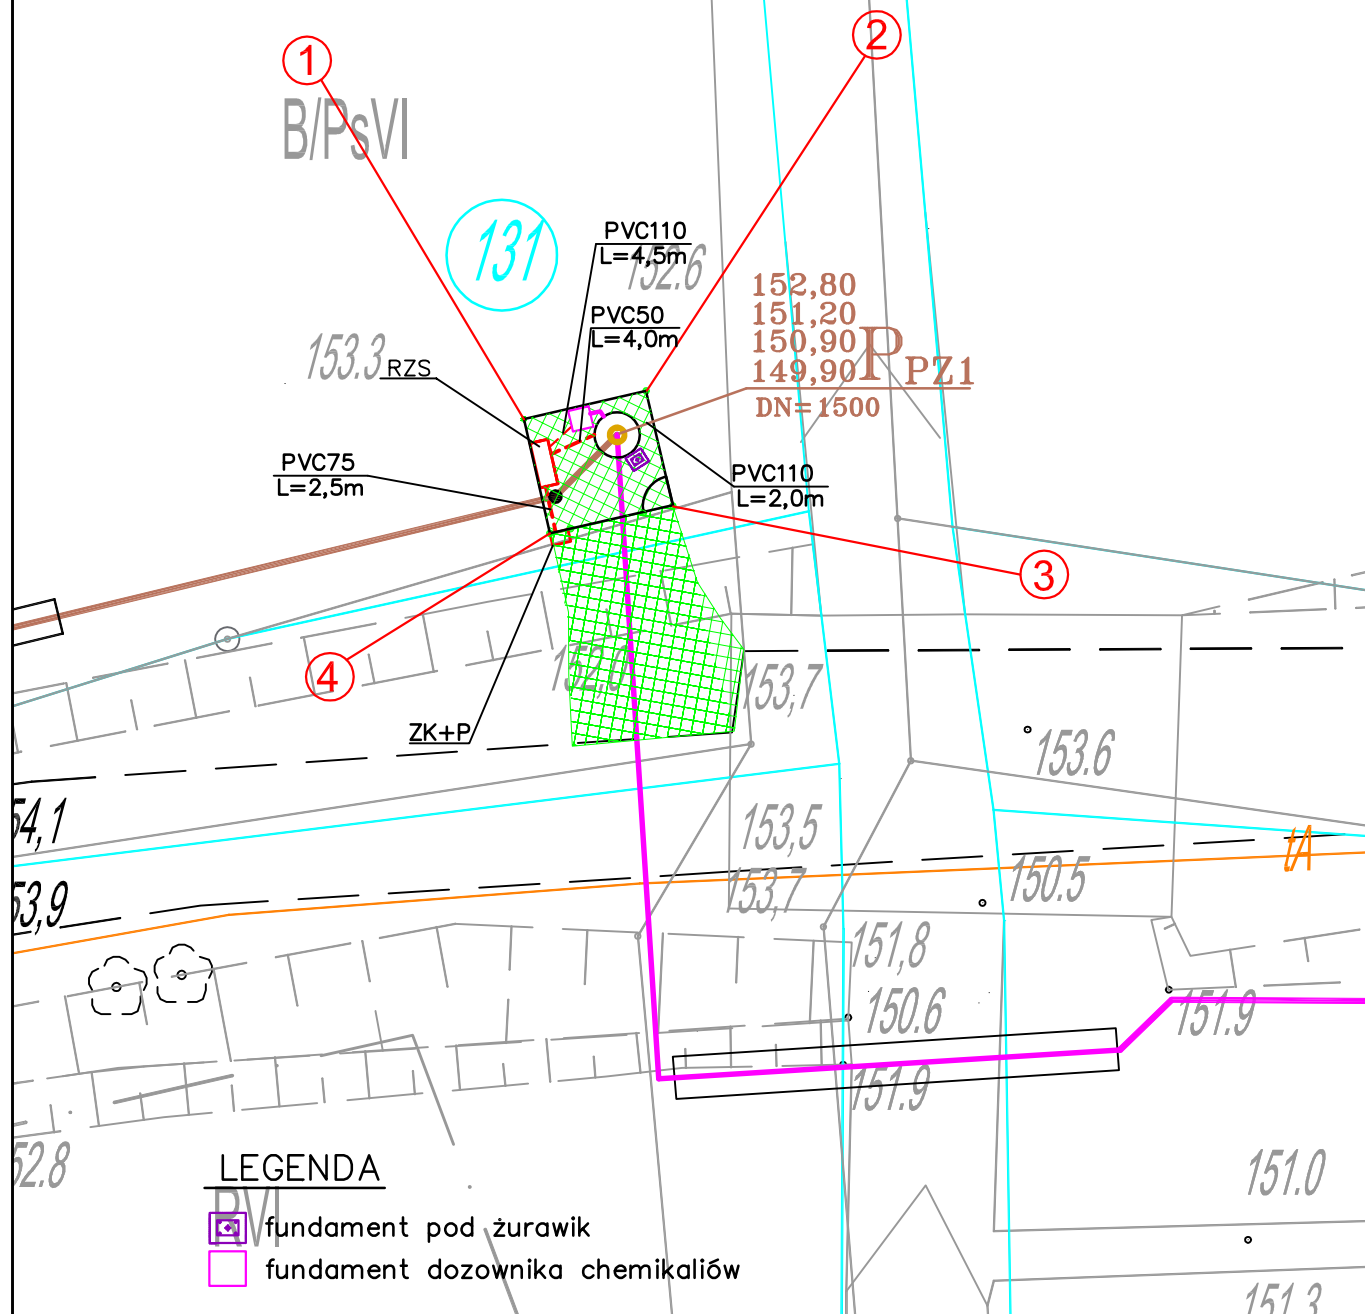 1
2
B/PsVI
131
PVC110
L=4,5m
152.6
152,80
151,20
150,90
149,90
P PZ1
DN=1500
PVC50
L=4,0m
153.3
RZS
PVC75
L=2,5m
PVC110
L=2,0m
3
4
152.0
153,7
ZK+P
153.6
54,1
153,5
tA
150.5
153,7
53,9
151,8
150.6
151.9
151.9
52.8
151.0
LEGENDA
RVI
fundament pod żurawik
fundament dozownika chemikaliów
151.3